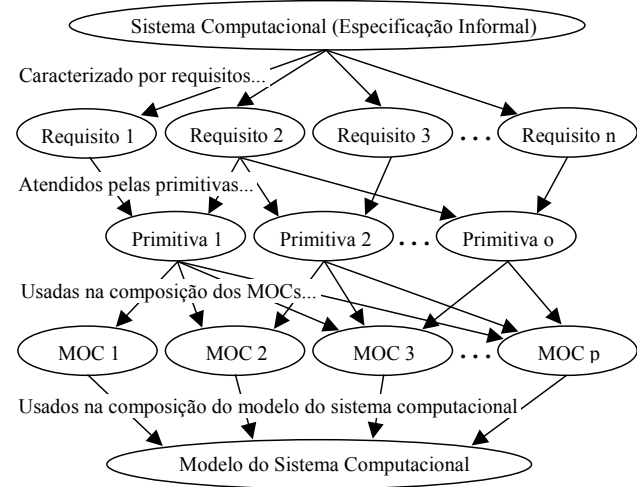 Sistema Computacional (Especificação Informal)
Caracterizado por requisitos...
Requisito 1 Requisito 2 Requisito 3 ... Requisito n
Atendidos pelas primitivas...
Primitiva 1 Primitiva 2 ... Primitiva o
Usadas na composição dos MOCs...
MOC 1 MOC 2 MOC 3 ... MOC p
Usados na composição do modelo do sistema computacional
Modelo do Sistema Computacional